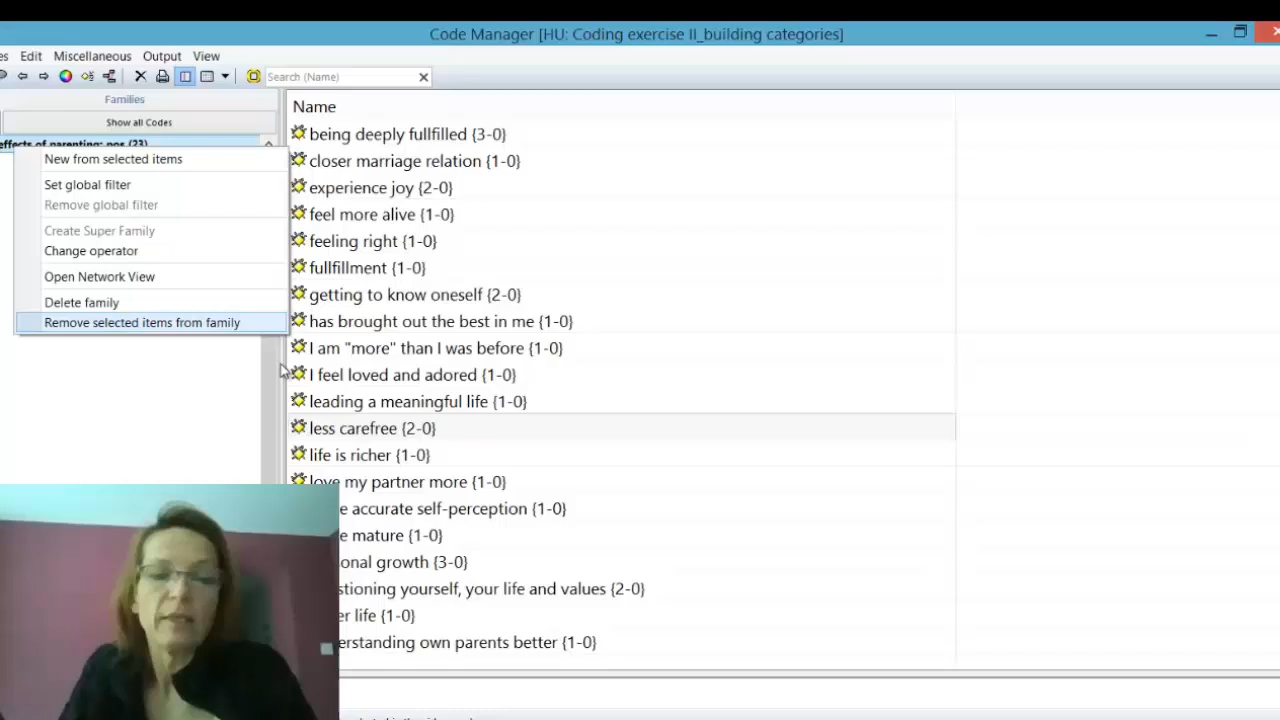 Code Manager [HU: Coding exercise II_building categories]
Edit Miscellaneous Output View
Search (Name)
Families
Show all Codes
effects of parenting: pos (23)
New from selected items
Set global filter
Remove global filter
Create Super Family
Change operator
Open Network View
Delete family
Remove selected items from family
Name
being deeply fullfilled {3-0}
closer marriage relation {1-0}
experience joy {2-0}
feel more alive {1-0}
feeling right {1-0}
fullfillment {1-0}
getting to know oneself {2-0}
has brought out the best in me {1-0}
I am "more" than I was before {1-0}
I feel loved and adored {1-0}
leading a meaningful life {1-0}
less carefree {2-0}
life is richer {1-0}
love my partner more {1-0}
accurate self-perception {1-0}
mature {1-0}
growth {3-0}
yourself, your life and values {2-0}
life {1-0}
own parents better {1-0}